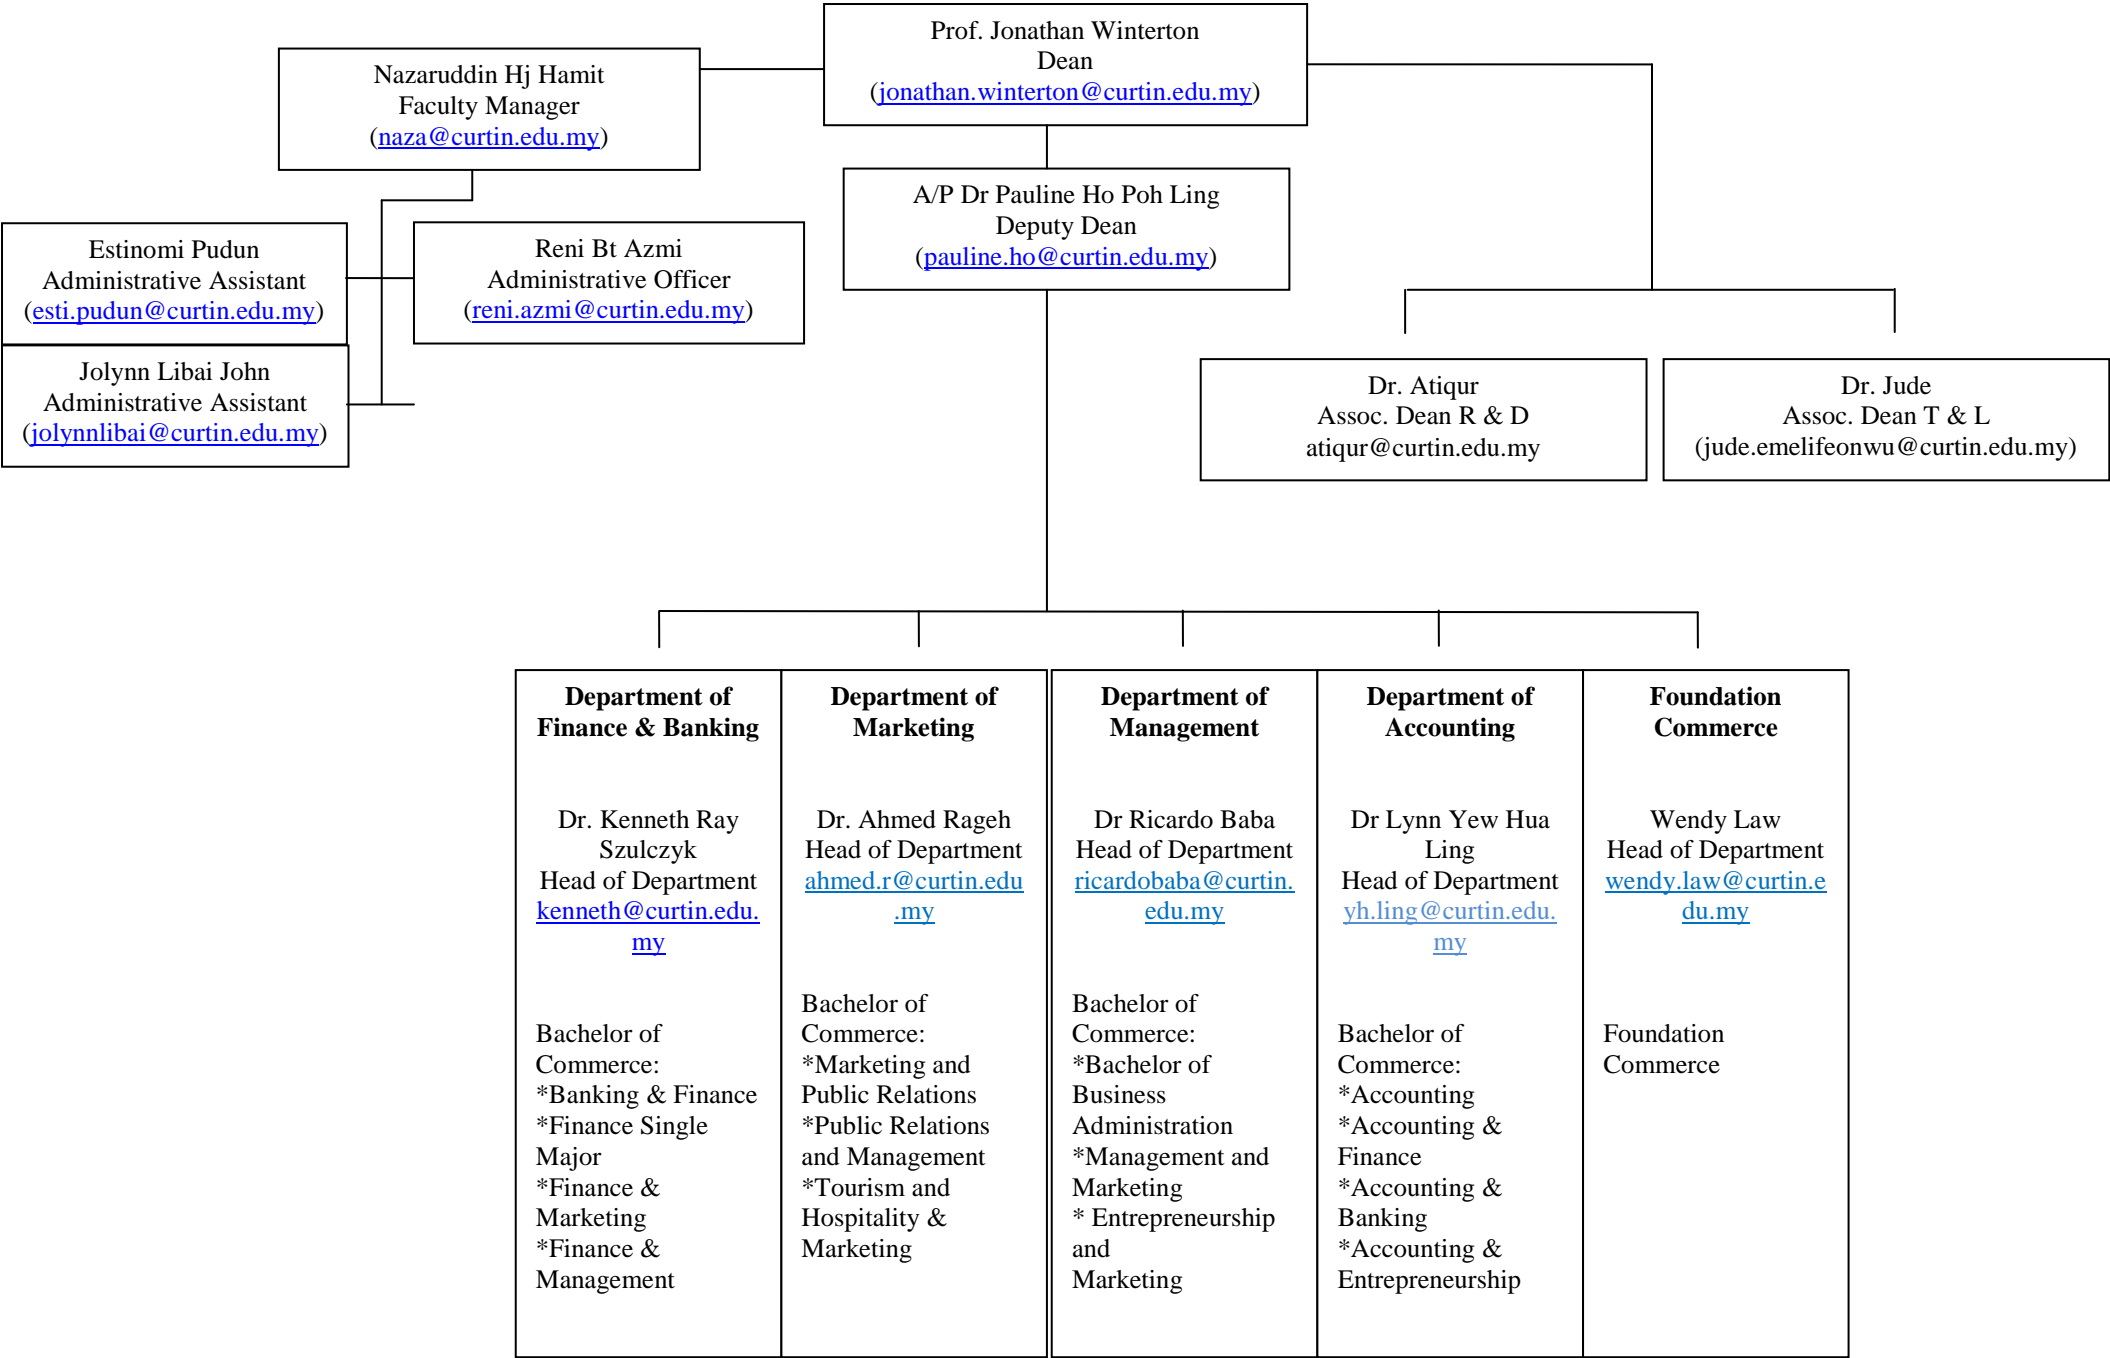 Prof. Jonathan Winterton
Dean
(jonathan.winterton@curtin.edu.my)
Nazaruddin Hj Hamit
Faculty Manager
(naza@curtin.edu.my)
A/P Dr Pauline Ho Poh Ling
Deputy Dean
(pauline.ho@curtin.edu.my)
Estinomi Pudun
Administrative Assistant
(esti.pudun@curtin.edu.my)
Reni Bt Azmi
Administrative Officer
(reni.azmi@curtin.edu.my)
Jolynn Libai John
Administrative Assistant
(jolynnlibai@curtin.edu.my)
Dr. Atiqur
Assoc. Dean R & D
atiqur@curtin.edu.my
Dr. Jude
Assoc. Dean T & L
(jude.emelifeonwu@curtin.edu.my)
Department of
Finance & Banking
Dr. Kenneth Ray
Szulczyk
Head of Department
kenneth@curtin.edu.
my
Bachelor of
Commerce:
*Banking & Finance
*Finance Single
Major
*Finance &
Marketing
*Finance &
Management
Department of
Marketing
Dr. Ahmed Rageh
Head of Department
ahmed.r@curtin.edu
.my
Bachelor of
Commerce:
*Marketing and
Public Relations
*Public Relations
and Management
*Tourism and
Hospitality &
Marketing
Department of
Management
Dr Ricardo Baba
Head of Department
ricardobaba@curtin.
edu.my
Bachelor of
Commerce:
*Bachelor of
Business
Administration
*Management and
Marketing
* Entrepreneurship
and
Marketing
Department of
Accounting
Dr Lynn Yew Hua
Ling
Head of Department
yh.ling@curtin.edu.
my
Bachelor of
Commerce:
*Accounting
*Accounting &
Finance
*Accounting &
Banking
*Accounting &
Entrepreneurship
Foundation
Commerce
Wendy Law
Head of Department
wendy.law@curtin.e
du.my
Foundation
Commerce